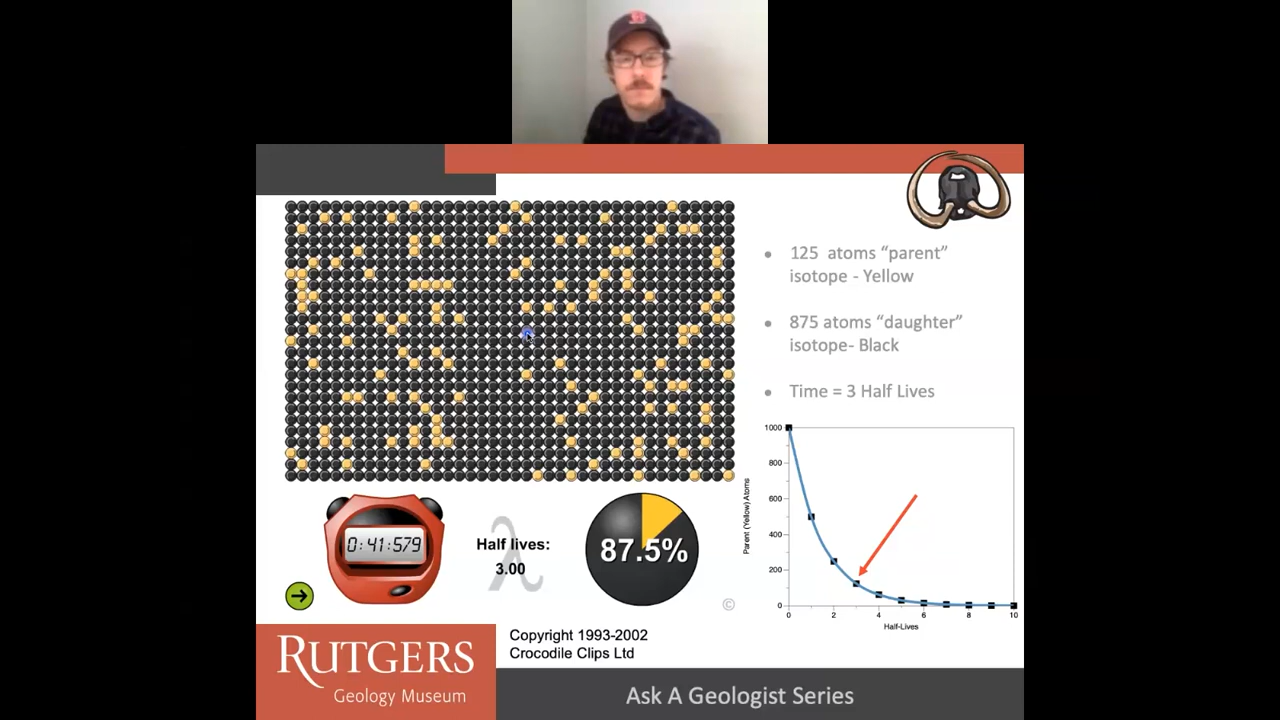 125 atoms “parent”
isotope - Yellow
875 atoms “daughter”
isotope- Black
Time = 3 Half Lives
0:41:579
Half lives:
λ
3.00
87.5%
©
Parent (Yellow) Atoms
1000
800
600
400
200
0
0 2 4 6 8 10
Half-Lives
Copyright 1993-2002
Crocodile Clips Ltd
RUTGERS
Geology Museum
Ask A Geologist Series